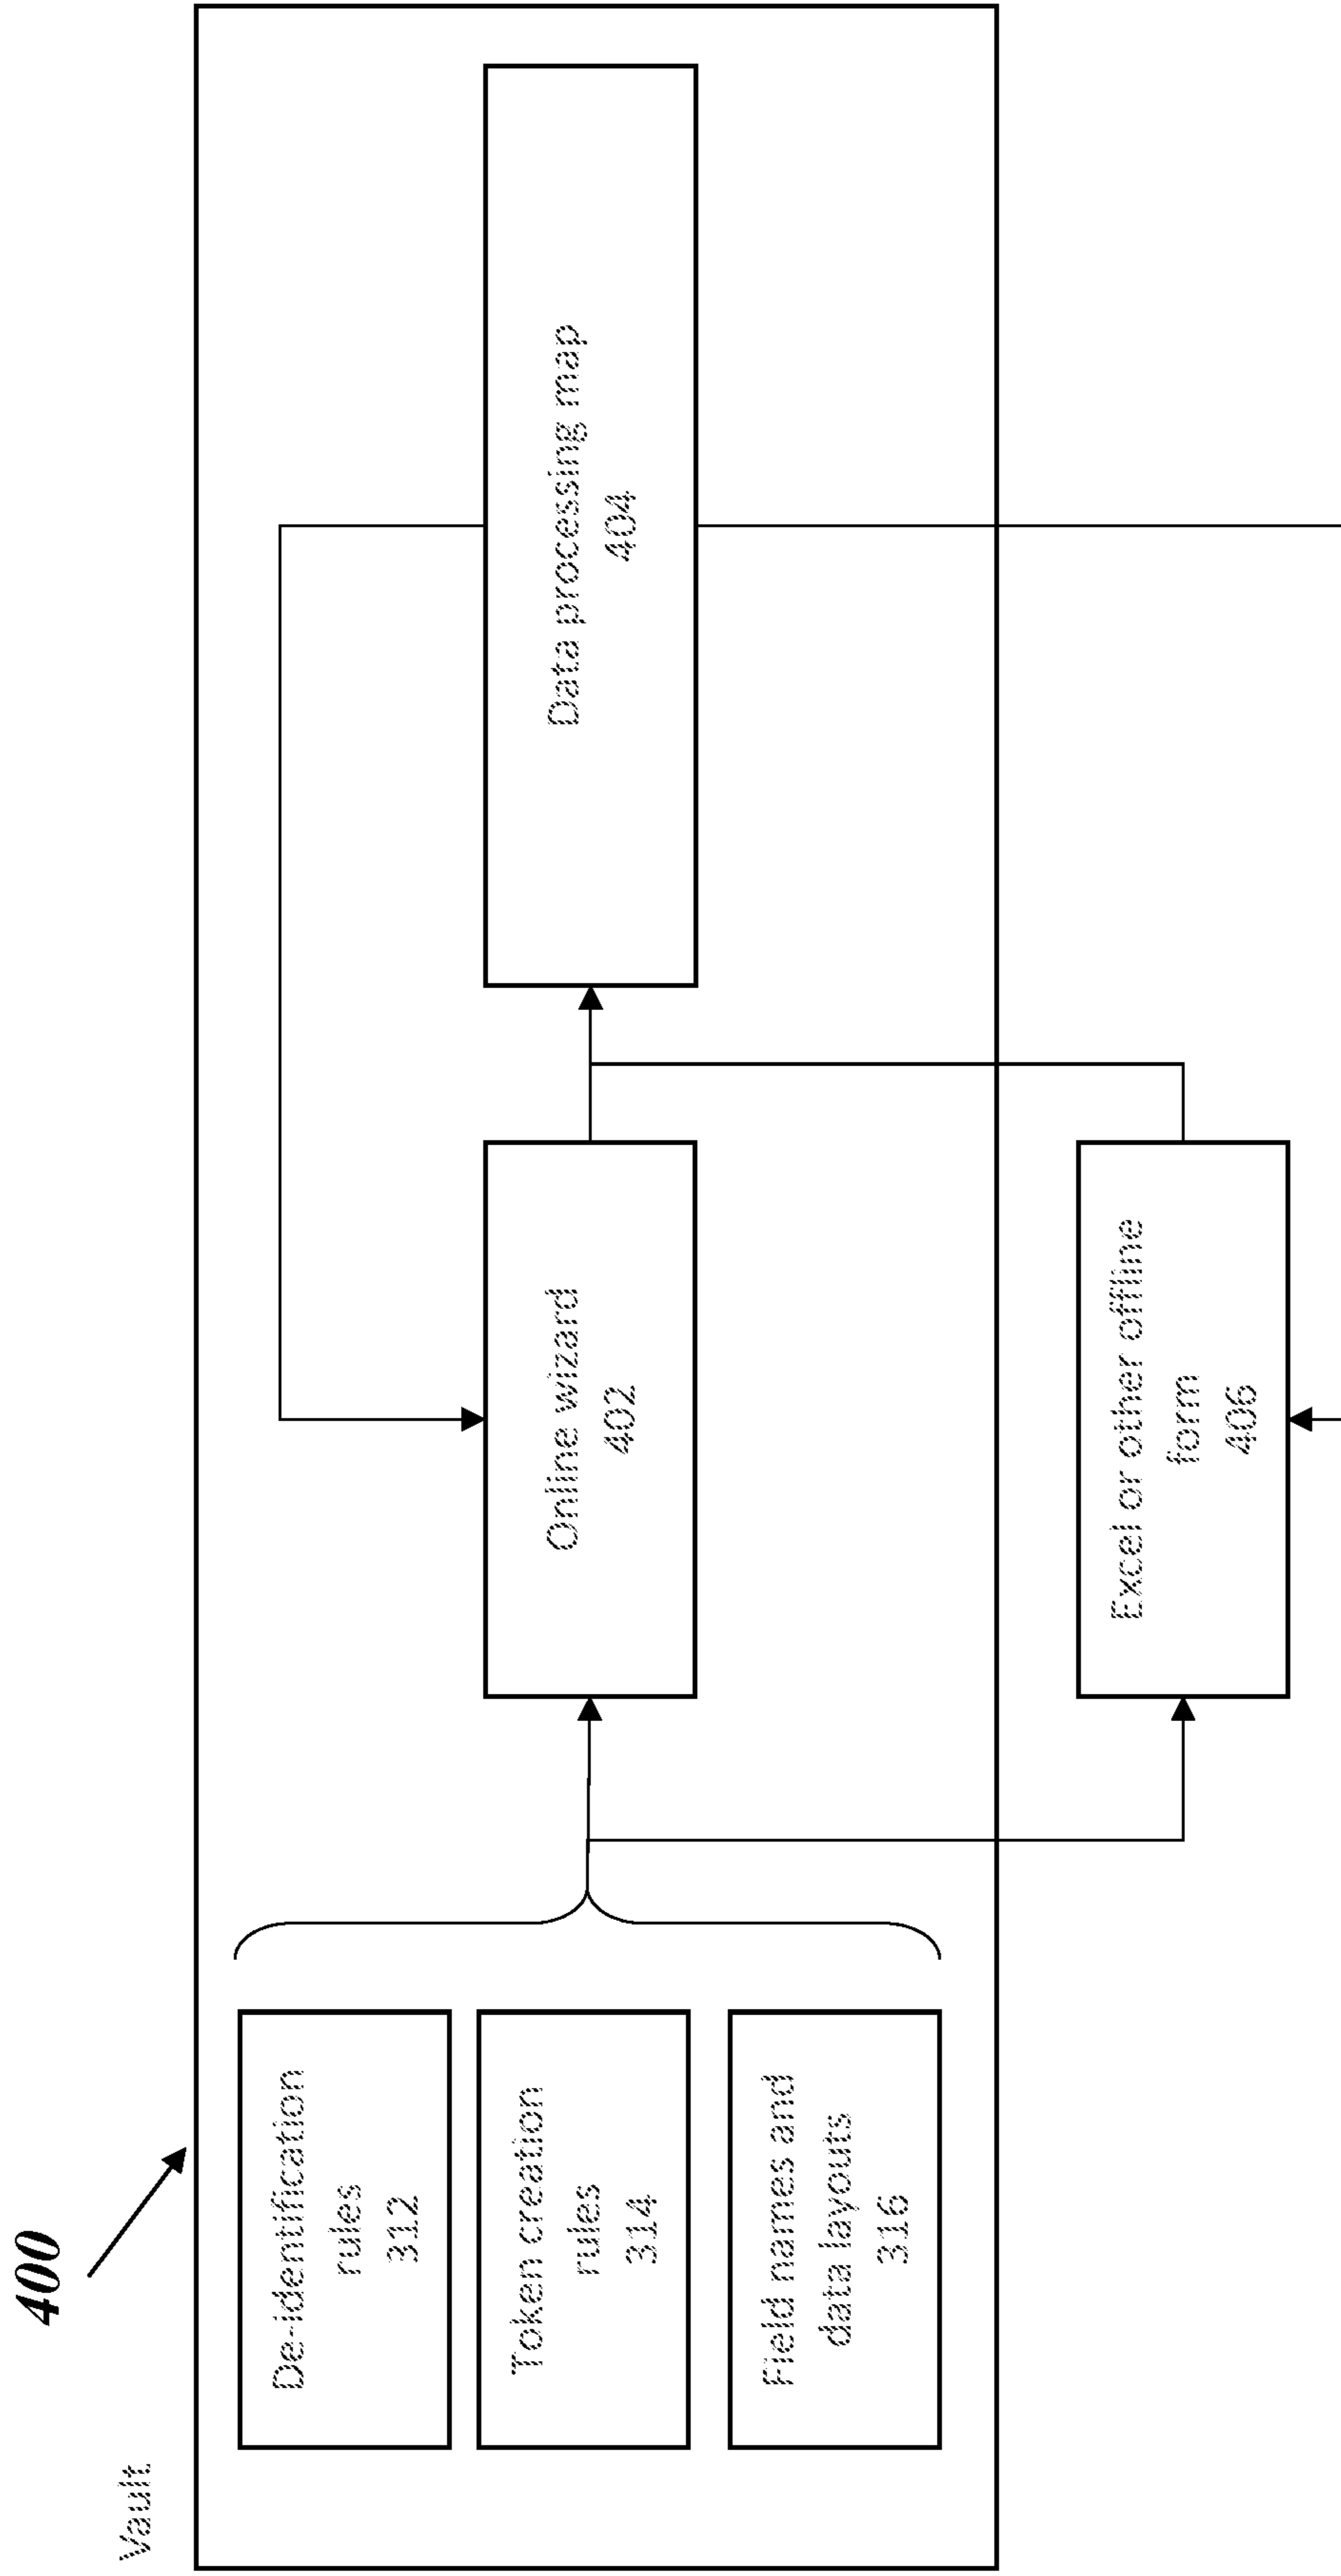 400
Vault
De-identification
rules
312
Token creation
rules
314
Field names and
data layouts
316
Online wizard
402
Data processing map
404
Excel or other offline
form
406